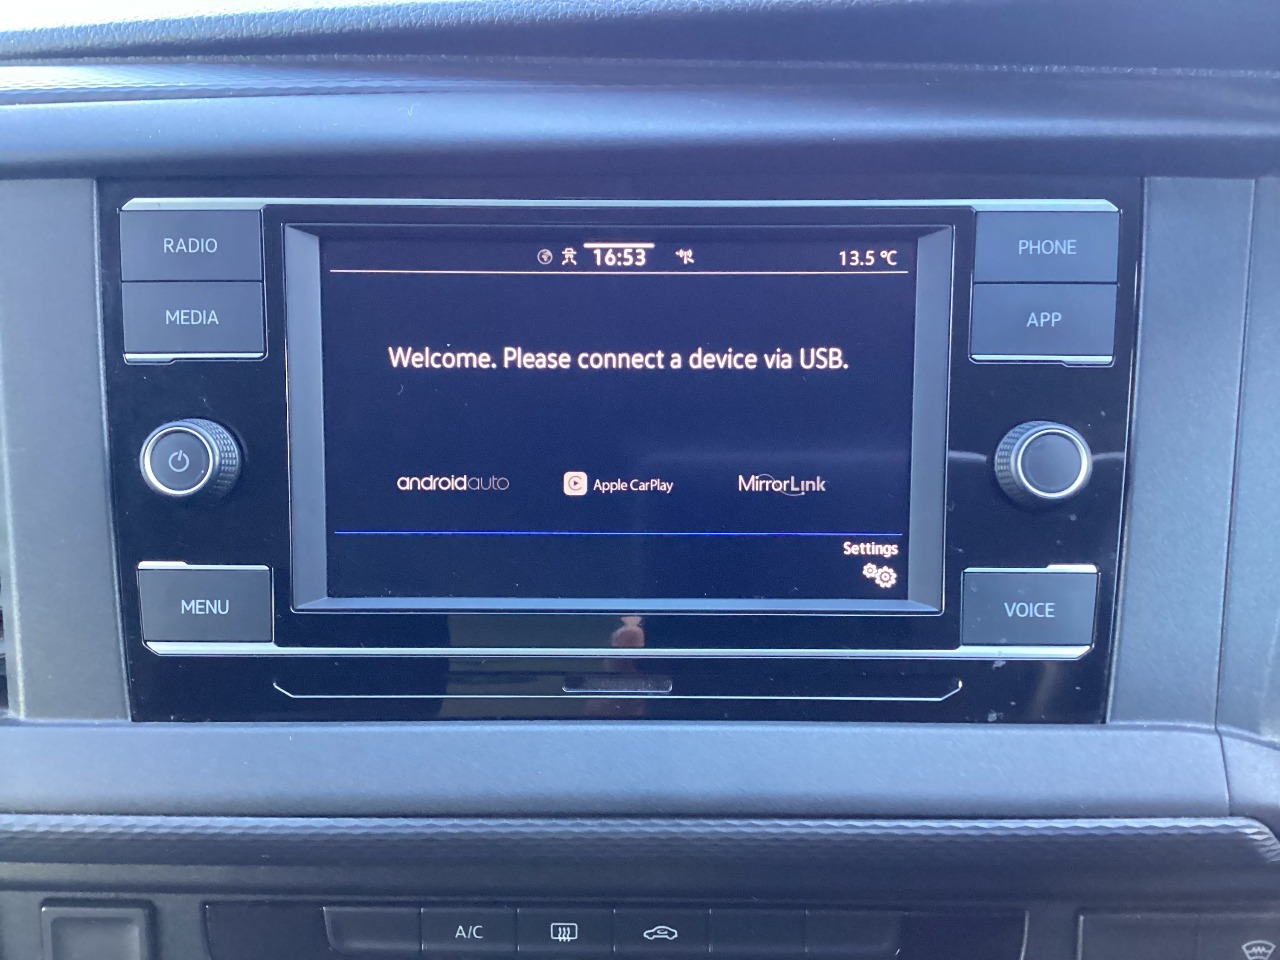 RADIO
MEDIA
MENU
16:53
13.5 °C
Welcome. Please connect a device via USB.
androidauto
Apple CarPlay
MirrorLink
Settings
PHONE
APP
VOICE
A/C